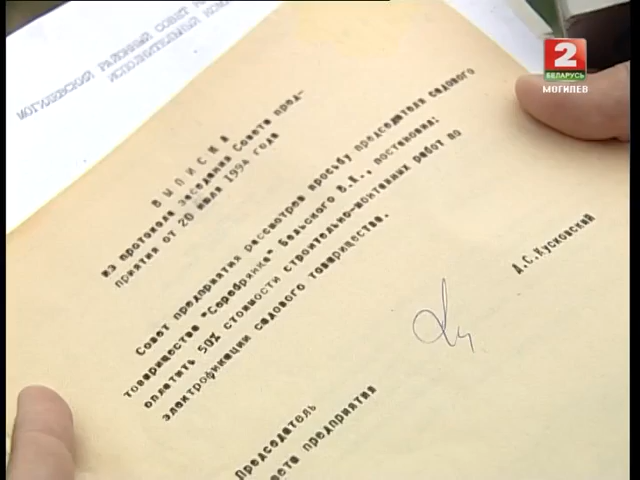 МОГИЛЕВСКИЙ РАЙОННЫЙ СОВЕТ
ИСПОЛНИТЕЛЬНЫЙ
2
БЕЛАРУСЬ
МОГИЛЕВ
ВЫПИСКА
из протокола заседания Совета пред-
приятия от 20 июля 1994 года
Совет предприятия рассмотрев просьбу председателя садового
товарищества "Серебрянка" Бельского В.К., постановил:
оплатить 50% стоимости строительно-монтажных работ по
электрофикации садового товарищества.
Председатель
вета предприятия
А.С.Кусковский